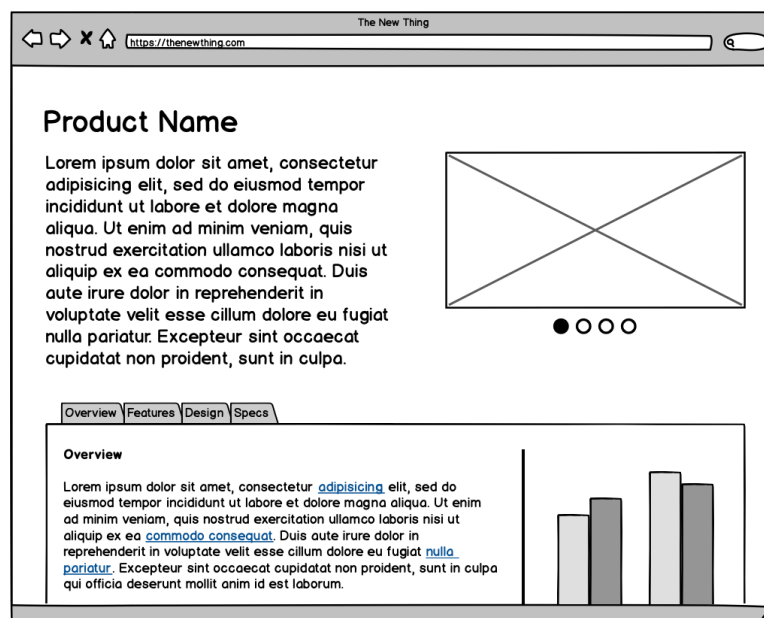 The New Thing
https://thenewthing.com
Product Name
Lorem ipsum dolor sit amet, consectetur
adipisicing elit, sed do eiusmod tempor
incididunt ut labore et dolore magna
aliqua. Ut enim ad minim veniam, quis
nostrud exercitation ullamco laboris nisi ut
aliquip ex ea commodo consequat. Duis
aute irure dolor in reprehenderit in
voluptate velit esse cillum dolore eu fugiat
nulla pariatur. Excepteur sint occaecat
cupidatat non proident, sunt in culpa.
Overview Features Design Specs
Overview
Lorem ipsum dolor sit amet, consectetur adipisicing elit, sed do
eiusmod tempor incididunt ut labore et dolore magna aliqua. Ut enim
ad minim veniam, quis nostrud exercitation ullamco laboris nisi ut
aliquip ex ea commodo consequat. Duis aute irure dolor in
reprehenderit in voluptate velit esse cillum dolore eu fugiat nulla
pariatur. Excepteur sint occaecat cupidatat non proident, sunt in culpa
qui officia deserunt mollit anim id est laborum.